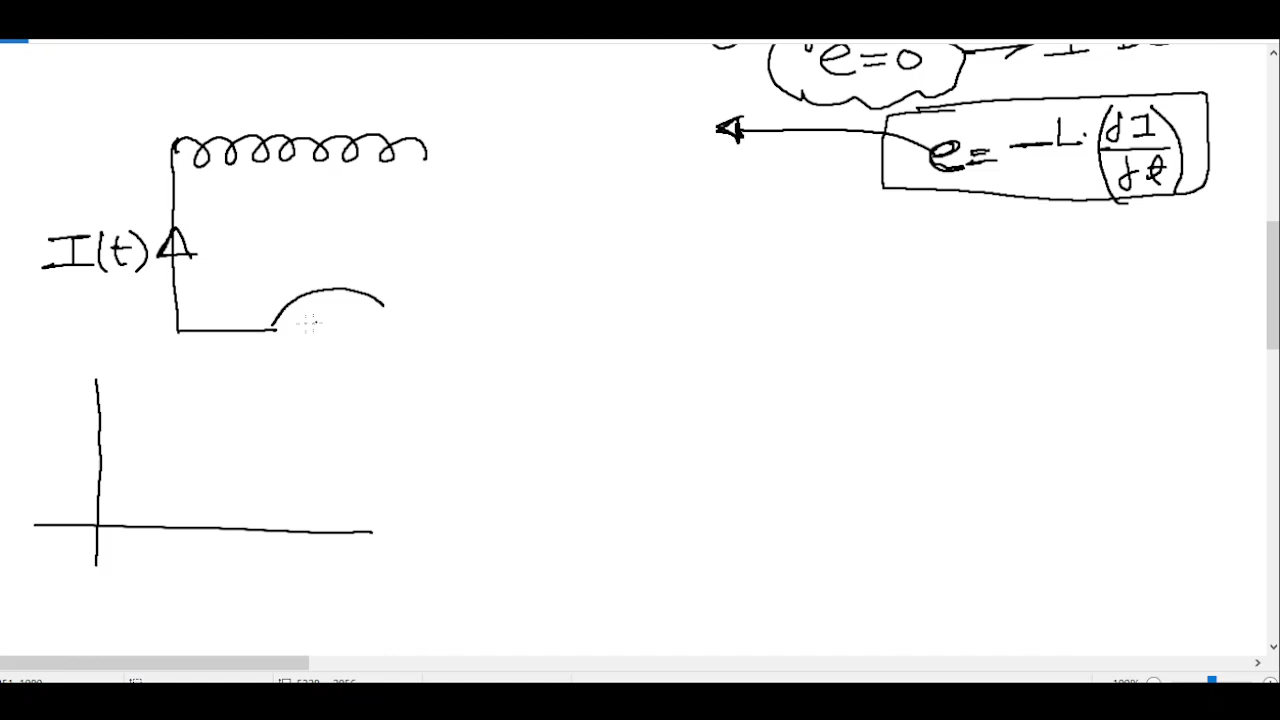 e=0 → I
e = -L·(dI/dt)
I(t)